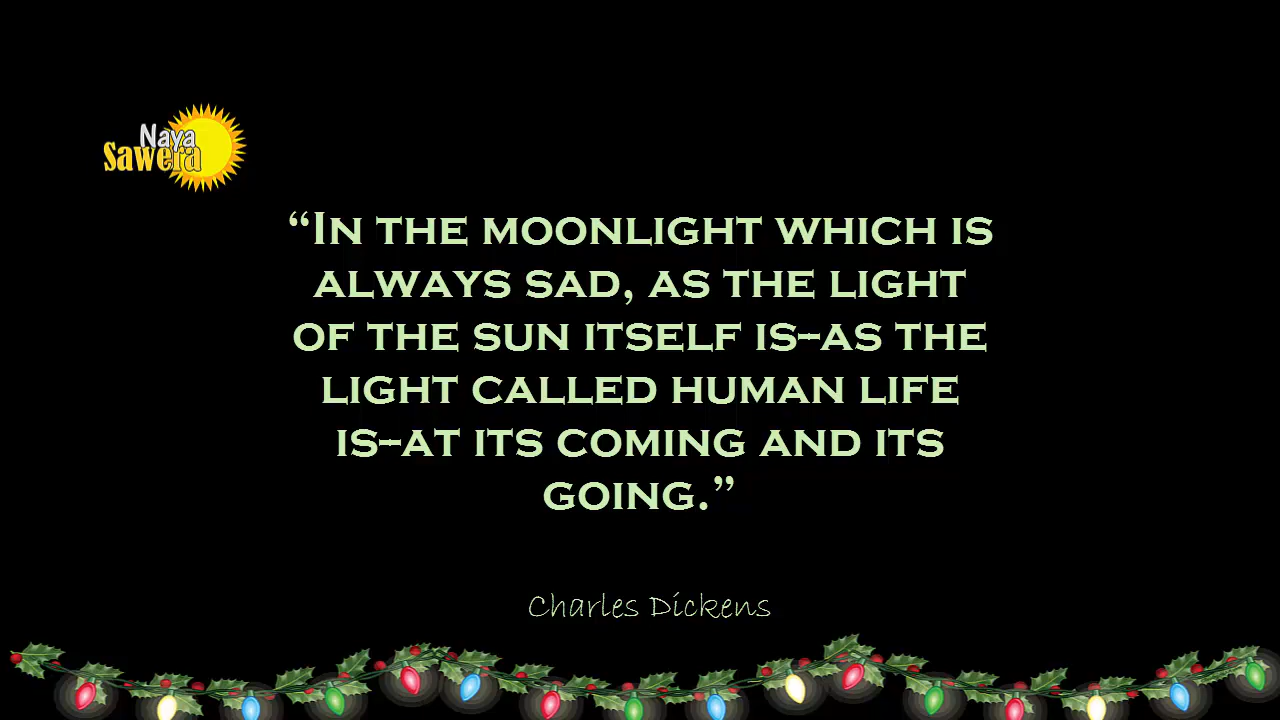 Naya
Sawera
“In the moonlight which is
always sad, as the light
of the sun itself is--as the
light called human life
is--at its coming and its
going.”
Charles Dickens